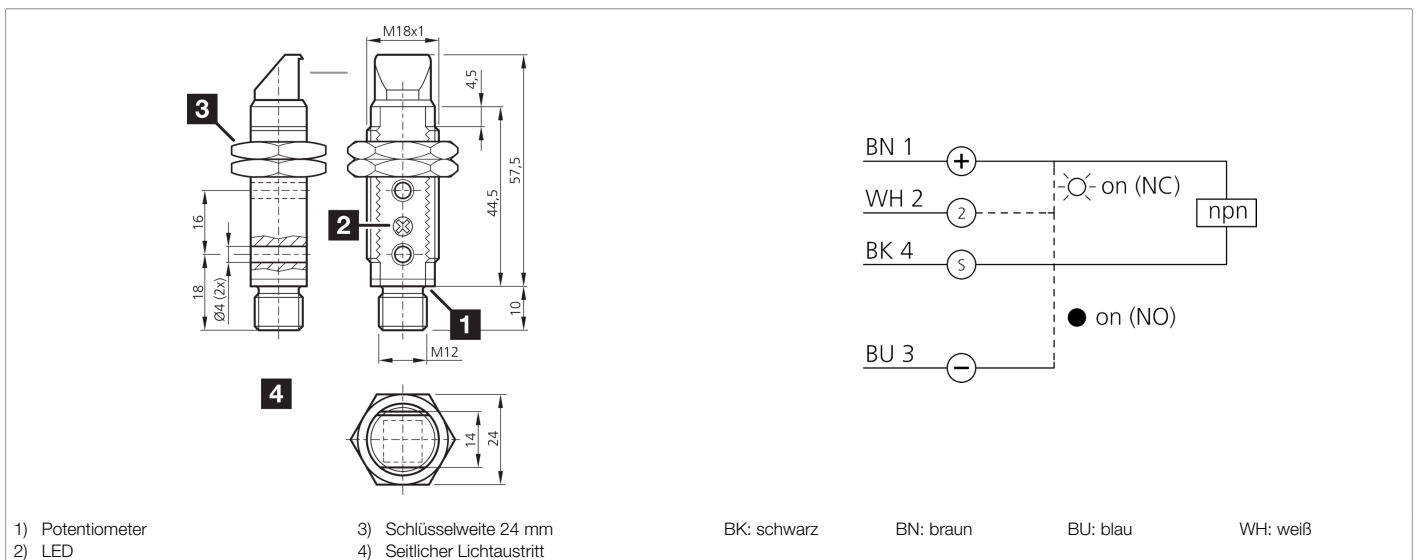 M18x1
4,5
3
57,5
44,5
2
16
18
Ø4 (2x)
10
1
M12
4
14
24
BN 1
+
on (NC)
WH 2
2
npn
BK 4
S
on (NO)
BU 3
−
1) Potentiometer
2) LED
3) Schlüsselweite 24 mm
4) Seitlicher Lichtaustritt
BK: schwarz
BN: braun
BU: blau
WH: weiß